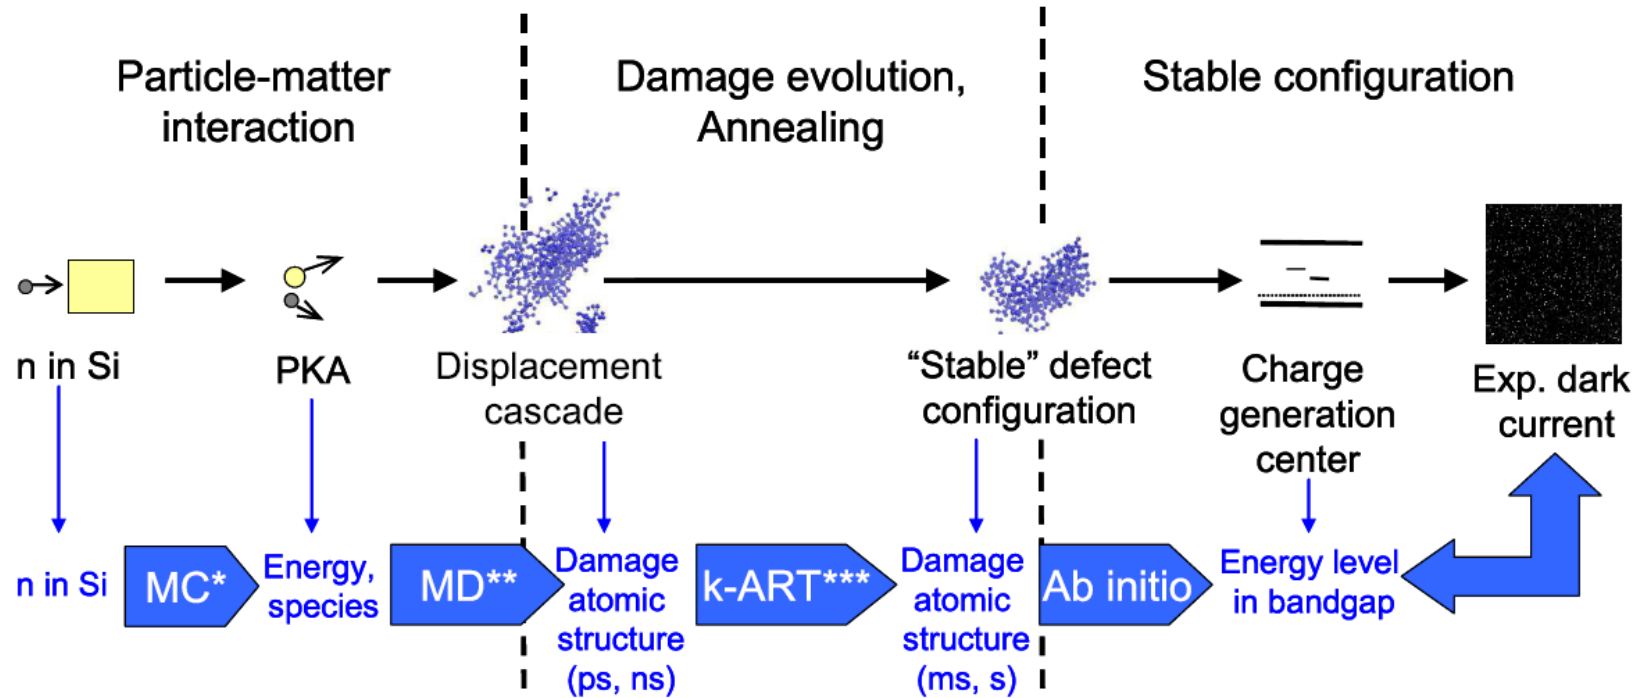 Particle-matter
interaction
Damage evolution,
Annealing
Stable configuration
n in Si
PKA
Displacement
cascade
“Stable” defect
configuration
Charge
generation
center
Exp. dark
current
n in Si
MC*
Energy,
species
MD**
Damage
atomic
structure
(ps, ns)
k-ART***
Damage
atomic
structure
(ms, s)
Ab initio
Energy level
in bandgap